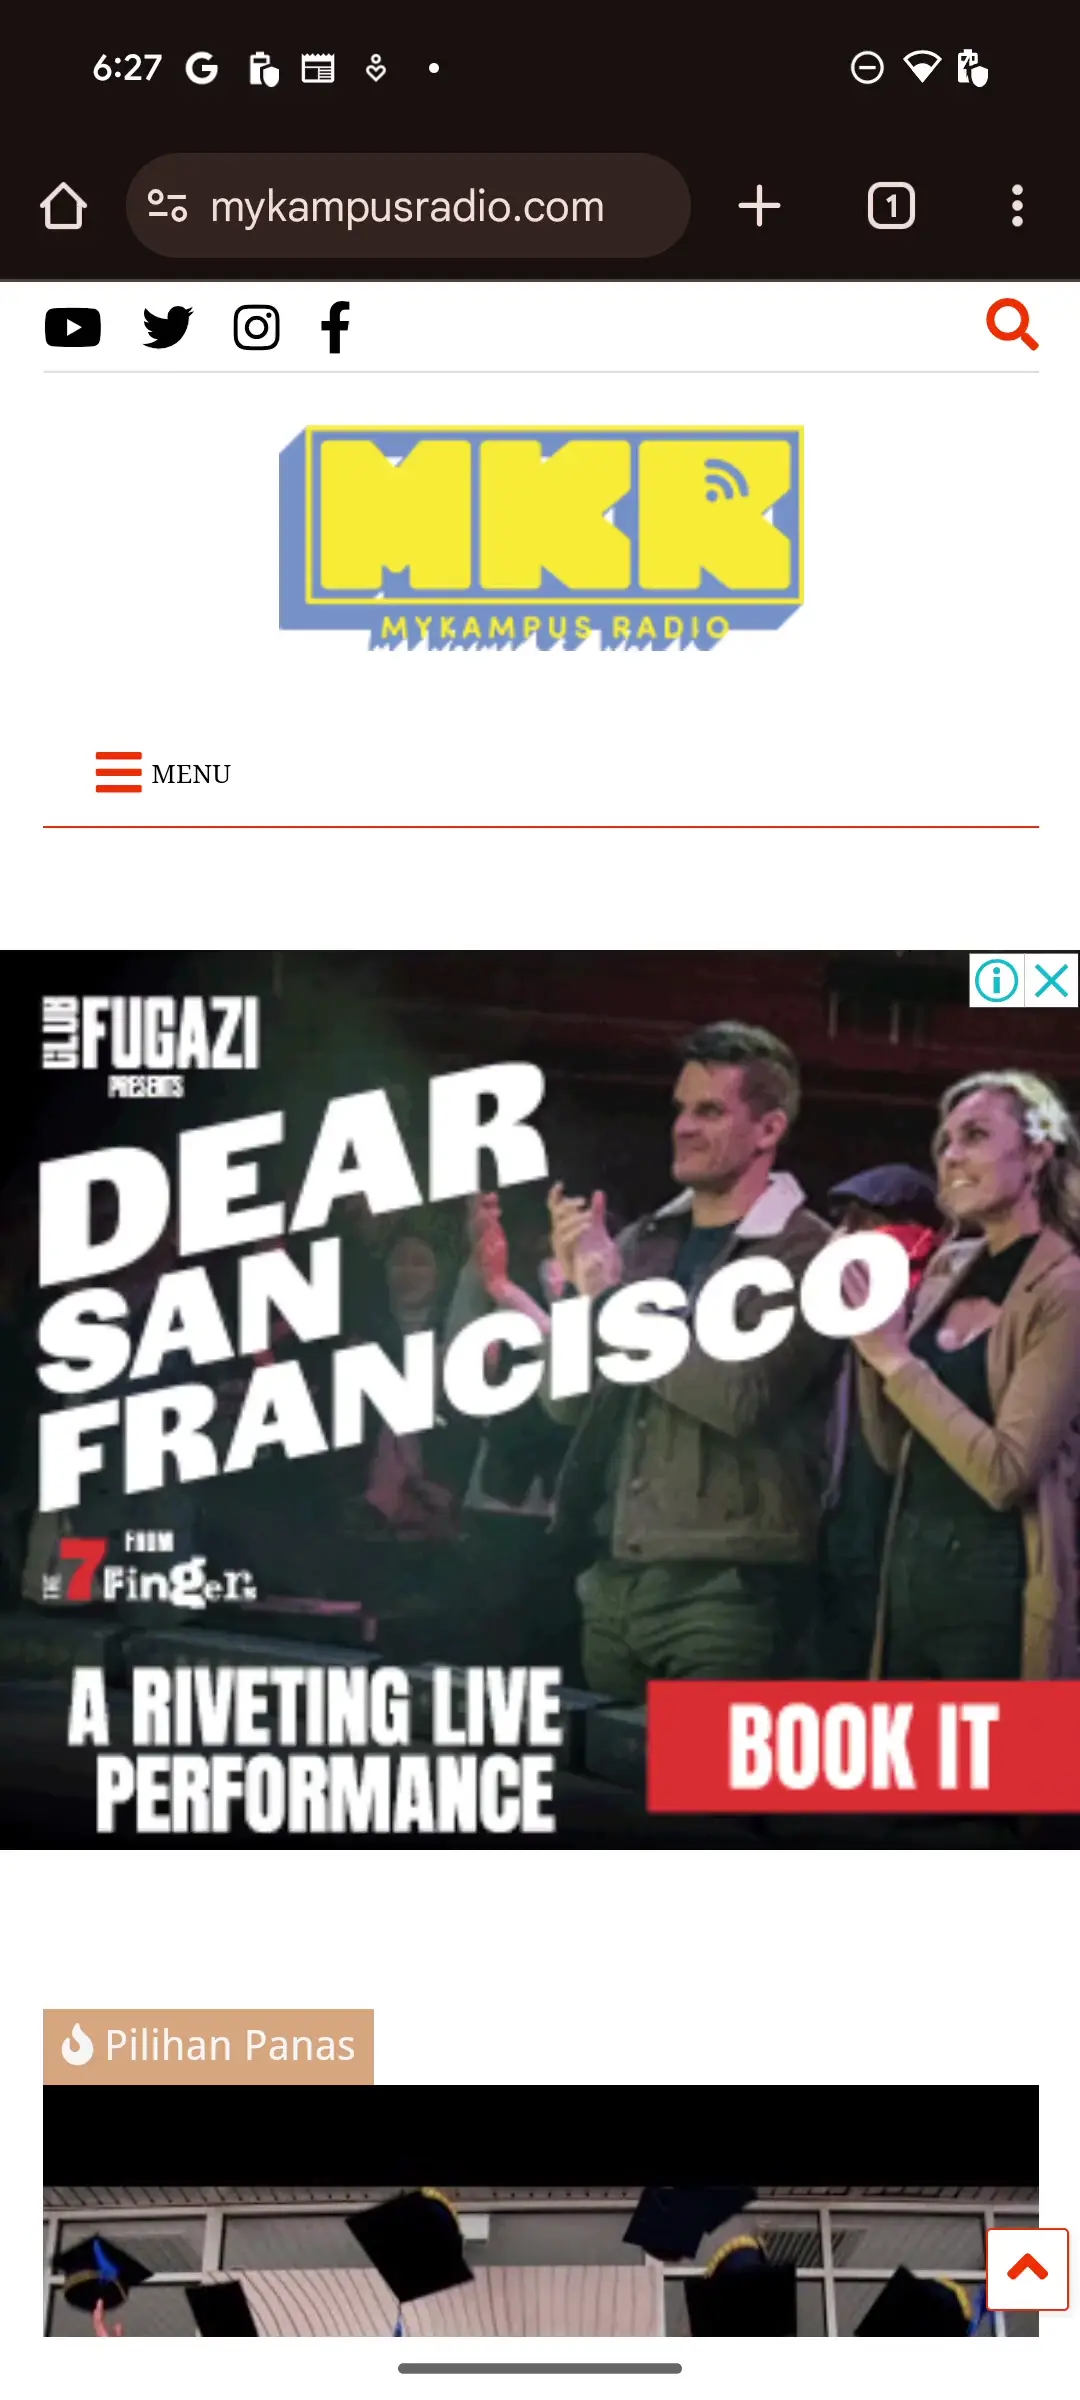 6:27
mykampusradio.com
1
MKR
MYKAMPUS RADIO
MENU
CLUB FUGAZI
PRESENTS
DEAR
SAN
FRANCISCO
FROM
THE 7 Fingers
A RIVETING LIVE
PERFORMANCE
BOOK IT
Pilihan Panas